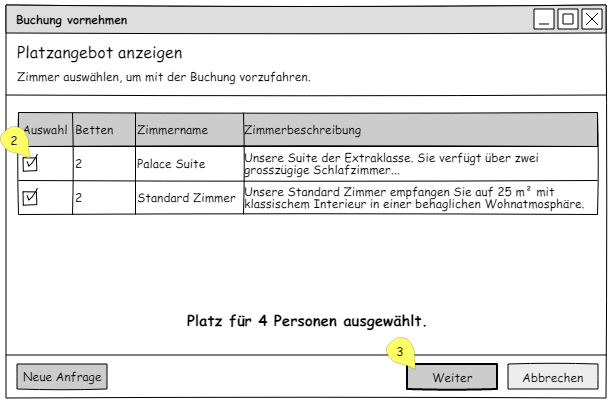 Buchung vornehmen
Platzangebot anzeigen
Zimmer auswählen, um mit der Buchung vorzufahren.
Auswahl Betten Zimmername Zimmerbeschreibung
2
2 Palace Suite Unsere Suite der Extraklasse. Sie verfügt über zwei
grosszügige Schlafzimmer...
2 Standard Zimmer Unsere Standard Zimmer empfangen Sie auf 25 m² mit
klassischem Interieur in einer behaglichen Wohnatmosphäre.
Platz für 4 Personen ausgewählt.
3
Neue Anfrage Weiter Abbrechen